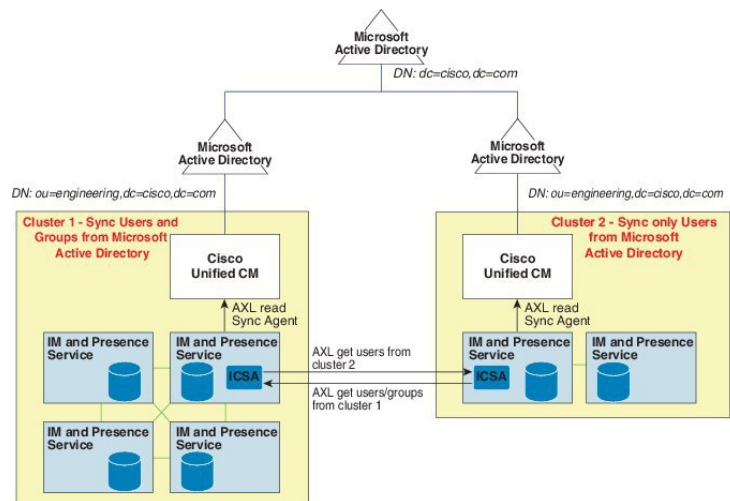 Microsoft
Active Directory
DN: dc=cisco,dc=com
Microsoft
Active Directory
Microsoft
Active Directory
DN: ou=engineering,dc=cisco,dc=com
DN: ou=engineering,dc=cisco,dc=com
Cluster 1 - Sync Users and
Groups from Microsoft
Active Directory
Cisco
Unified CM
AXL read
Sync Agent
IM and Presence
Service
IM and Presence
Service
ICSA
IM and Presence
Service
IM and Presence
Service
AXL get users from
cluster 2
AXL get users/groups
from cluster 1
Cluster 2 - Sync only Users
from Microsoft
Active Directory
Cisco
Unified CM
AXL read
Sync Agent
IM and Presence
Service
ICSA
IM and Presence
Service